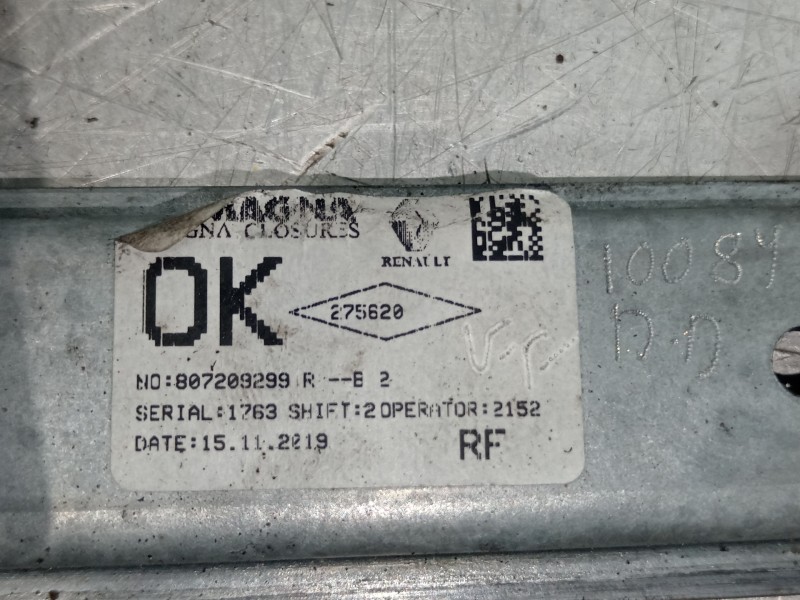 MAGNA
GNA CLOSURES
RENAULT
OK
275620
NO:807209299 R --E 2
SERIAL:1763 SHIFT:2 OPERATOR:2152
DATE:15.11.2019
RF
10084